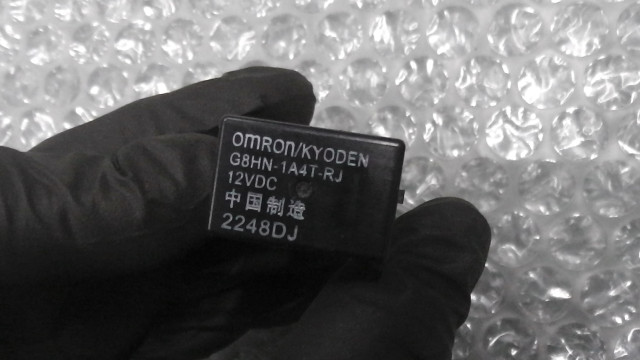 OMRON/KYODEN
G8HN-1A4T-RJ
12VDC
中国制造
2248DJ